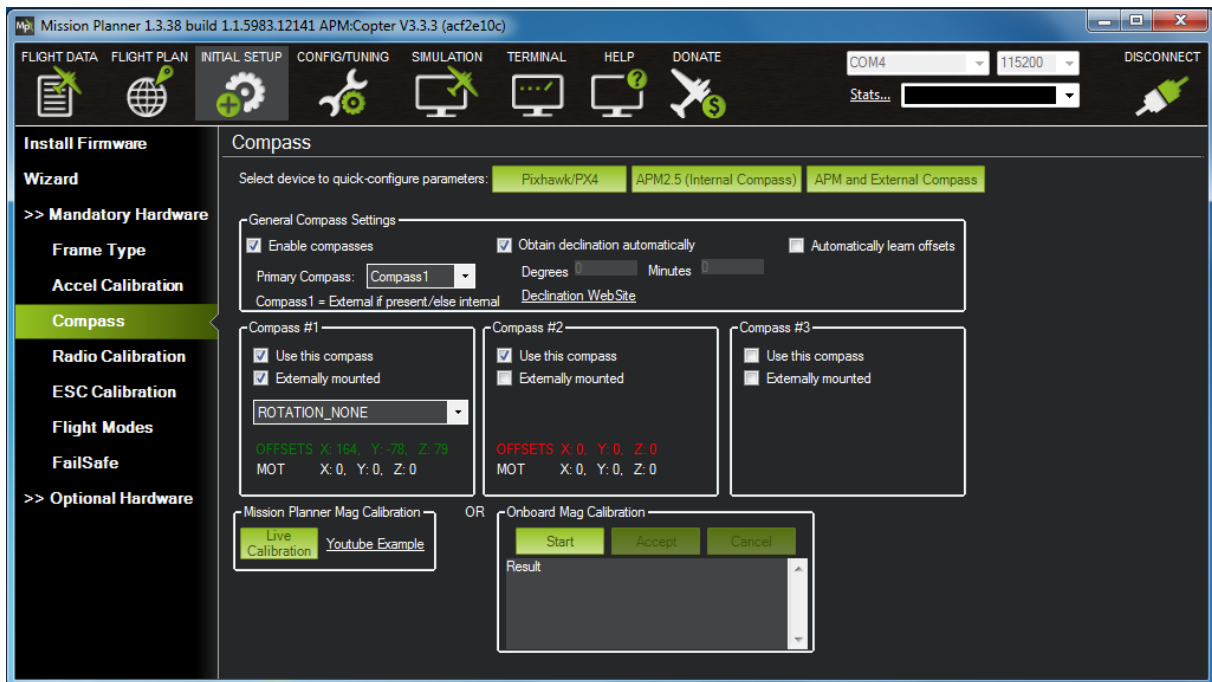 Mission Planner 1.3.38 build 1.1.5983.12141 APM:Copter V3.3.3 (acf2e10c)
FLIGHT DATA FLIGHT PLAN INITIAL SETUP CONFIG/TUNING SIMULATION TERMINAL HELP DONATE COM4 115200 DISCONNECT
Stats...
Install Firmware
Wizard
>> Mandatory Hardware
Frame Type
Accel Calibration
Compass
Radio Calibration
ESC Calibration
Flight Modes
FailSafe
>> Optional Hardware
Compass
Select device to quick-configure parameters: Pixhawk/PX4 APM2.5 (Internal Compass) APM and External Compass
General Compass Settings
Enable compasses Obtain declination automatically Automatically learn offsets
Primary Compass: Compass1 Degrees 0 Minutes 0
Compass1 = External if present/else internal Declination WebSite
Compass #1
Use this compass
Externally mounted
ROTATION_NONE
OFFSETS X: 164, Y: -78, Z: 79
MOT X: 0, Y: 0, Z: 0
Compass #2
Use this compass
Externally mounted
OFFSETS X: 0, Y: 0, Z: 0
MOT X: 0, Y: 0, Z: 0
Compass #3
Use this compass
Externally mounted
Mission Planner Mag Calibration
Live
Calibration Youtube Example
OR
Onboard Mag Calibration
Start Accept Cancel
Result